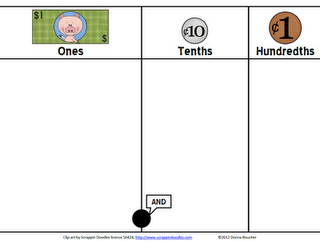 $1
$
¢10
¢1
Ones
Tenths
Hundredths
AND
Clip art by Scrappin Doodles license 56424, http://www.scrappindoodles.com
©2012 Donna Boucher